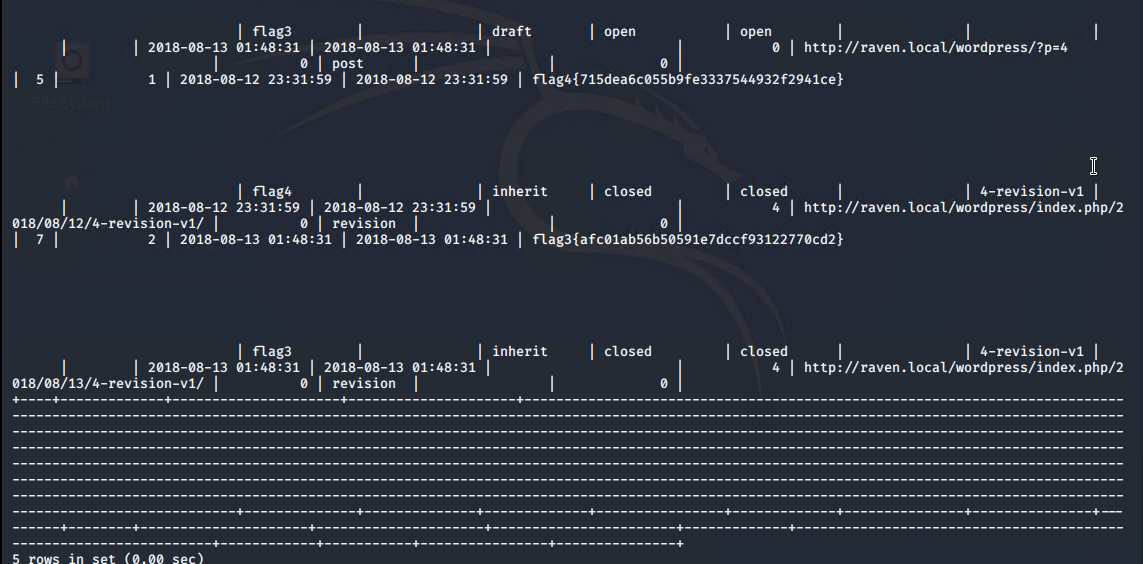 | flag3 | | draft | open | open | | |
| | 2018-08-13 01:48:31 | 2018-08-13 01:48:31 | | 0 | http://raven.local/wordpress/?p=4
| 0 | post | | 0 |
| 5 | 1 | 2018-08-12 23:31:59 | 2018-08-12 23:31:59 | flag4{715dea6c055b9fe3337544932f2941ce}
File System
| flag4 | | inherit | closed | closed | | 4-revision-v1 |
| | 2018-08-12 23:31:59 | 2018-08-12 23:31:59 | | 4 | http://raven.local/wordpress/index.php/2
018/08/12/4-revision-v1/ | 0 | revision | | 0 |
| 7 | 2 | 2018-08-13 01:48:31 | 2018-08-13 01:48:31 | flag3{afc01ab56b50591e7dccf93122770cd2}
| flag3 | | inherit | closed | closed | | 4-revision-v1 |
| | 2018-08-13 01:48:31 | 2018-08-13 01:48:31 | | 4 | http://raven.local/wordpress/index.php/2
018/08/13/4-revision-v1/ | 0 | revision | | 0 |
5 rows in set (0.00 sec)